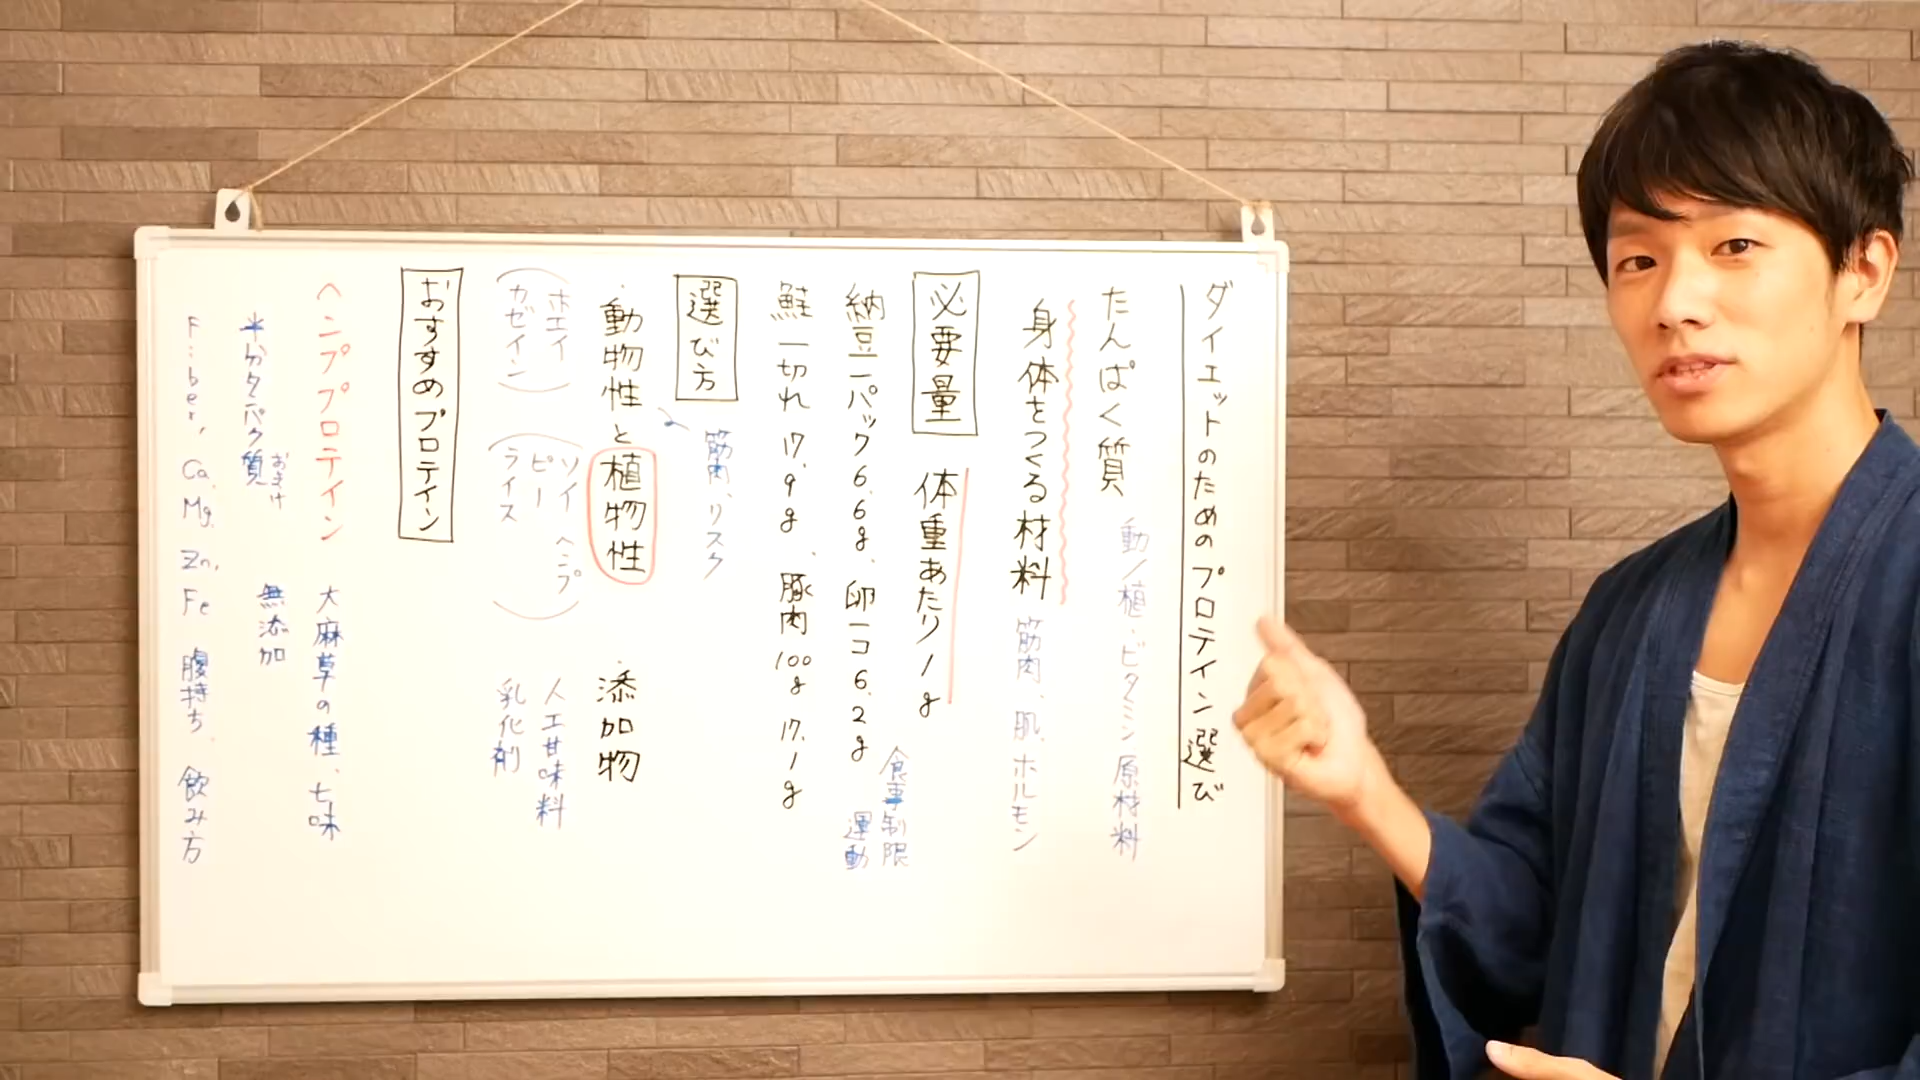 ダイエットのためのプロテイン選び
たんぱく質 動/植・ビタミン 原材料
身体をつくる材料 筋肉、肌、ホルモン
必要量 体重あたり1g
食事制限
運動
納豆一パック6.6g、卵一コ6.2g
鮭一切れ 17.9g、豚肉100g 17.1g
選び方 筋肉、リスク
・動物性と植物性 ・添加物
(ホエイ
カゼイン)
(ソイ
ピー
ライス
ヘンプ)
人工甘味料
乳化剤
おすすめプロテイン
ヘンププロテイン 大麻草の種、七味
おまけ
半分タンパク質 無添加
Fiber, Ca, Mg, Zn, Fe 腹持ち、飲み方